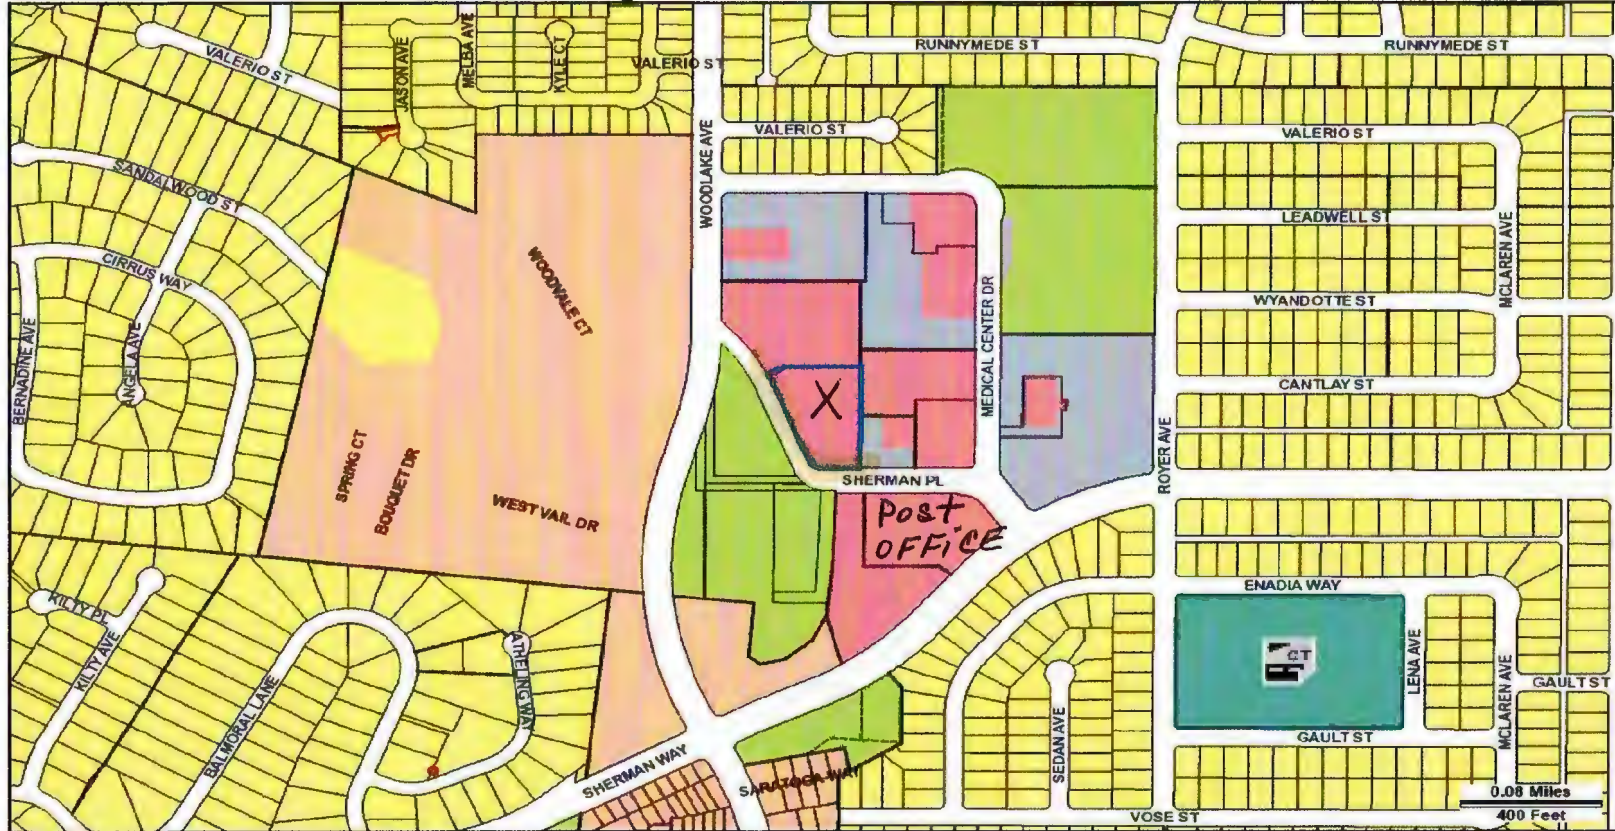 RUNNYMEDE ST
RUNNYMEDE ST
VALERIO ST
JASON AVE
MELBA AVE
KYLE CT
VALERIO ST
VALERIO ST
VALERIO ST
WOODLAKE AVE
SANDALWOOD ST
LEADWELL ST
MCLAREN AVE
CIRRUS WAY
WOODVALE CT
MEDICAL CENTER DR
WYANDOTTE ST
BERNADINE AVE
ANGELA AVE
X
CANTLAY ST
SPRING CT
BOUQUET DR
WEST VAIL DR
SHERMAN PL
ROYER AVE
Post
OFFiCE
ENADIA WAY
KILTY PL
KILTY AVE
ATHELING WAY
CT
LENA AVE
MCLAREN AVE
GAULT ST
BALMORAL LANE
SEDAN AVE
GAULT ST
SHERMAN WAY
SARATOGA WAY
0.08 Miles
400 Feet
VOSE ST